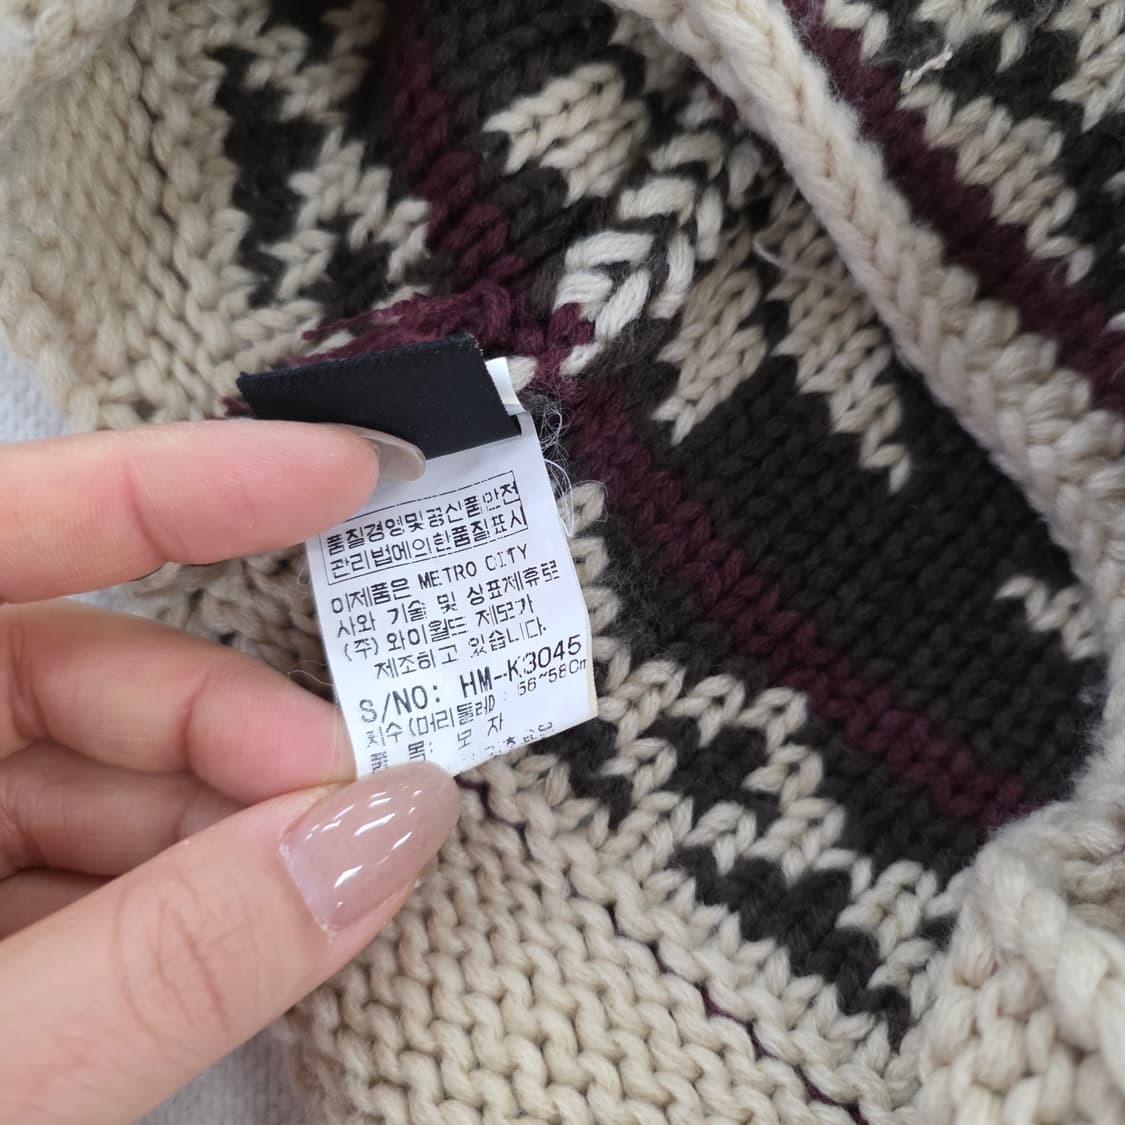 품질경영및공산품안전
관리법에의한품질표시
이제품은 METRO CITY
사와 기술 및 상표제휴로
(주) 와이월드 제모가
제조하고 있습니다.
S/NO: HM-K3045
치수(머리둘레): 56~58Cm
품 목: 모 자